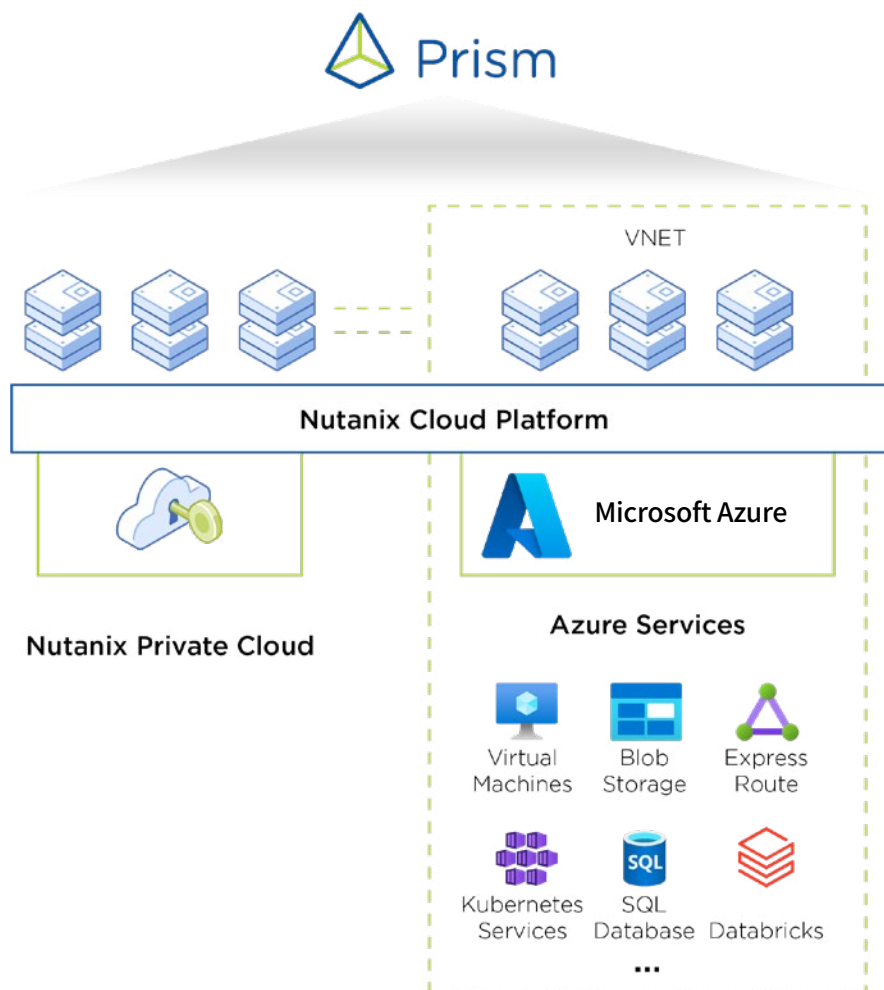 Prism
VNET
Nutanix Cloud Platform
Microsoft Azure
Nutanix Private Cloud
Azure Services
Virtual
Machines
Blob
Storage
Express
Route
Kubernetes
Services
SQL
SQL
Database
Databricks
...